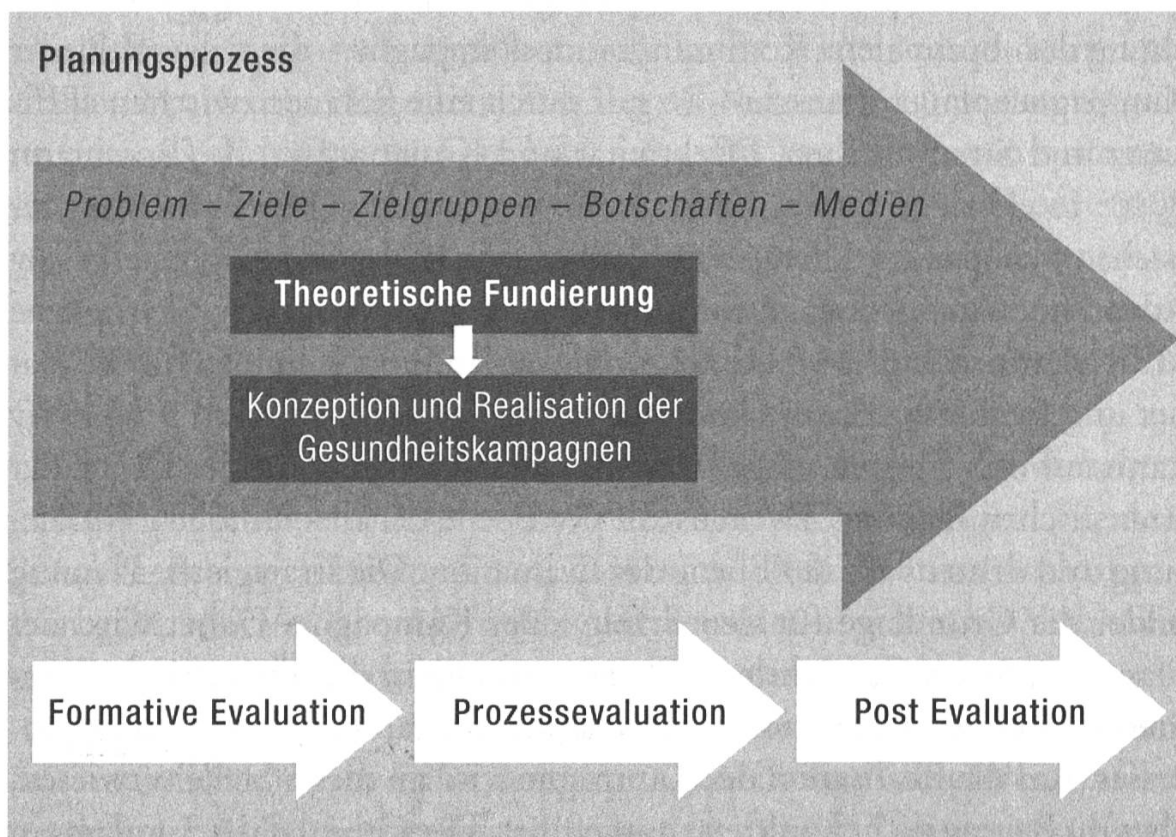 Planungsprozess
Problem – Ziele – Zielgruppen – Botschaften – Medien
Theoretische Fundierung
Konzeption und Realisation der
Gesundheitskampagnen
Formative Evaluation
Prozessevaluation
Post Evaluation